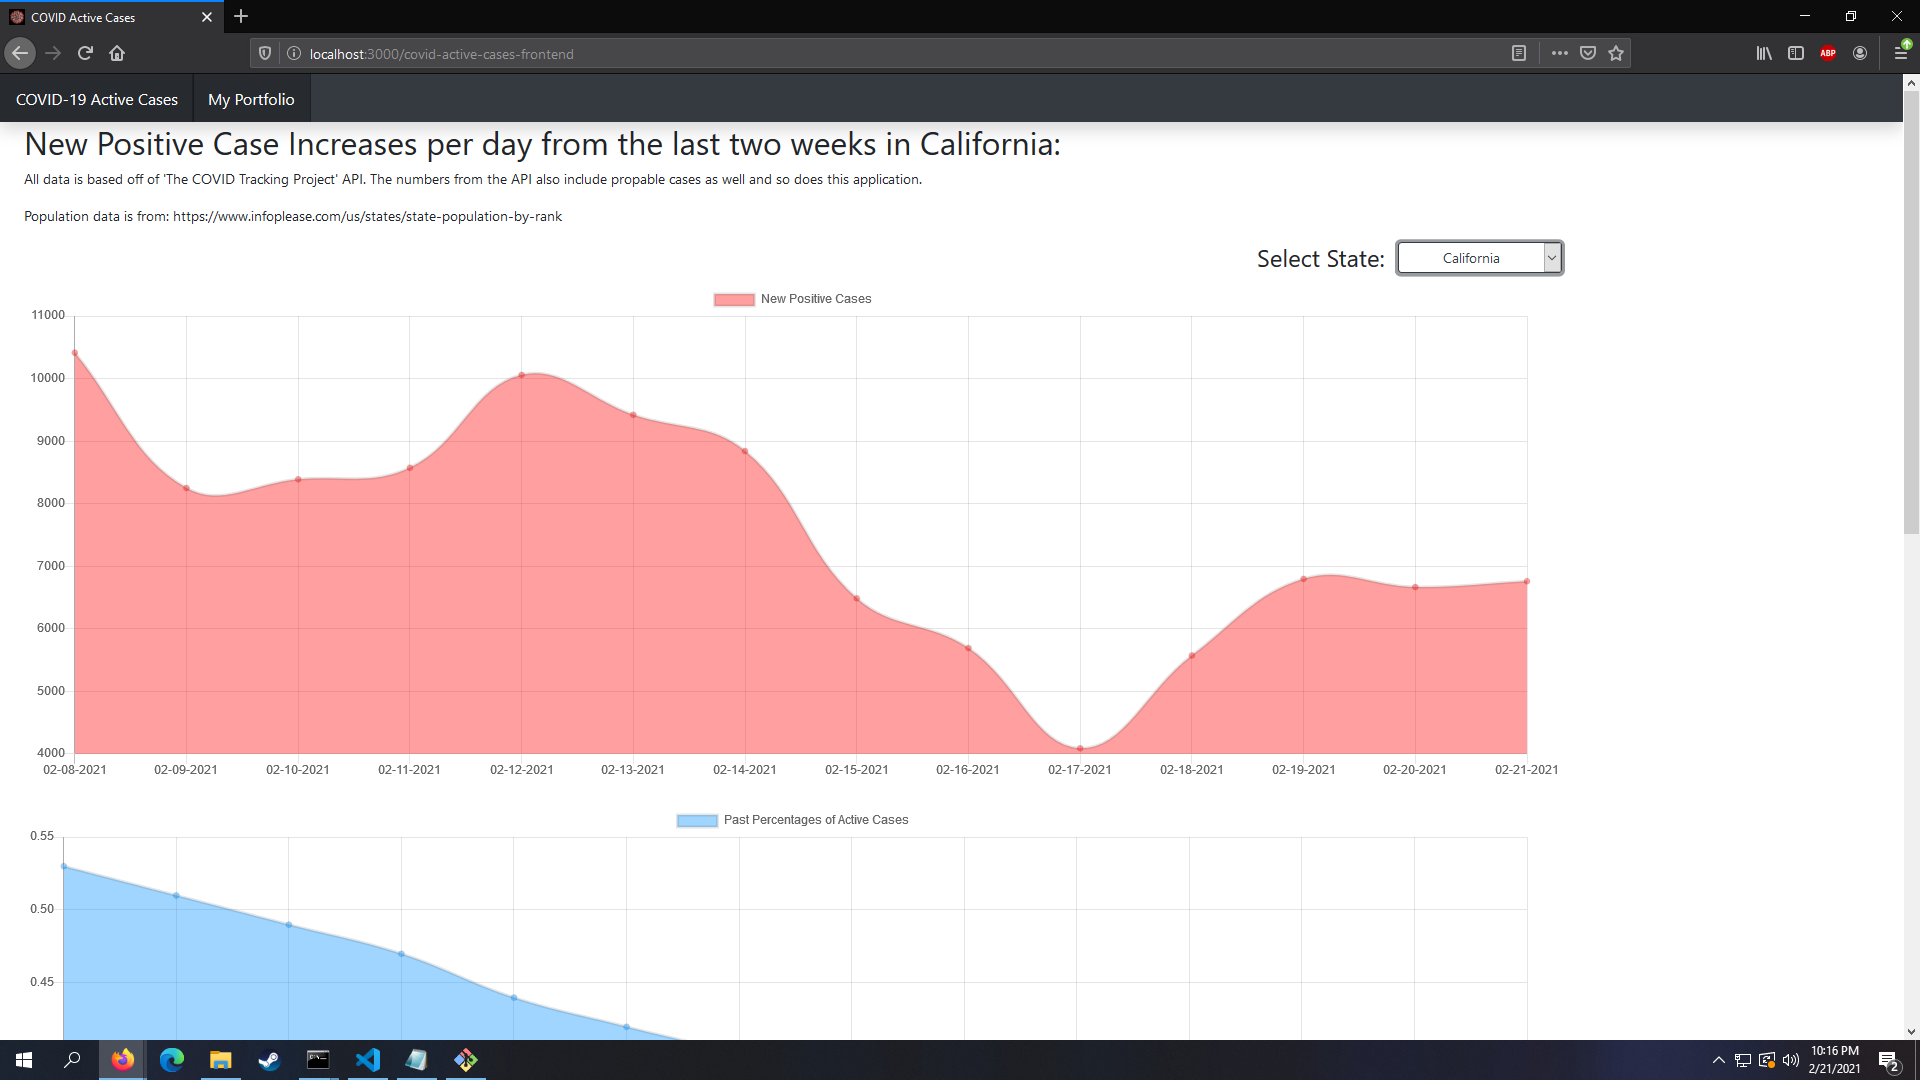 COVID Active Cases
localhost:3000/covid-active-cases-frontend
ABP
COVID-19 Active Cases
My Portfolio
New Positive Case Increases per day from the last two weeks in California:
All data is based off of 'The COVID Tracking Project' API. The numbers from the API also include propable cases as well and so does this application.
Population data is from: https://www.infoplease.com/us/states/state-population-by-rank
Select State: California
New Positive Cases
11000
10000
9000
8000
7000
6000
5000
4000
02-08-2021 02-09-2021 02-10-2021 02-11-2021 02-12-2021 02-13-2021 02-14-2021 02-15-2021 02-16-2021 02-17-2021 02-18-2021 02-19-2021 02-20-2021 02-21-2021
Past Percentages of Active Cases
0.55
0.50
0.45
10:16 PM
2/21/2021
2